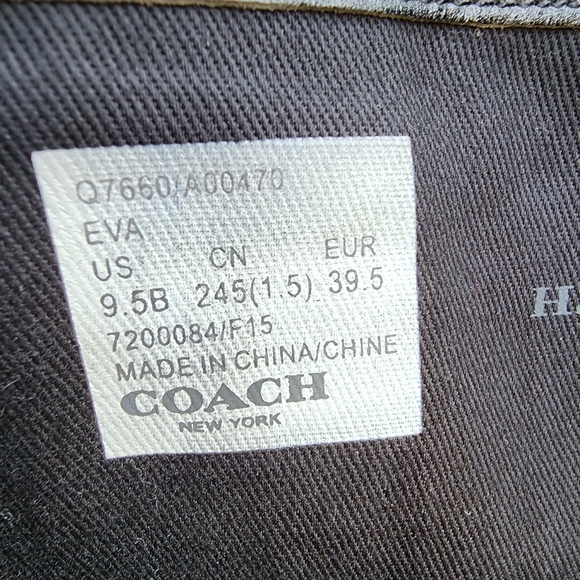 Q7660/A00470
EVA
US CN EUR
9.5B 245(1.5) 39.5
7200084/F15
MADE IN CHINA/CHINE
COACH
NEW YORK